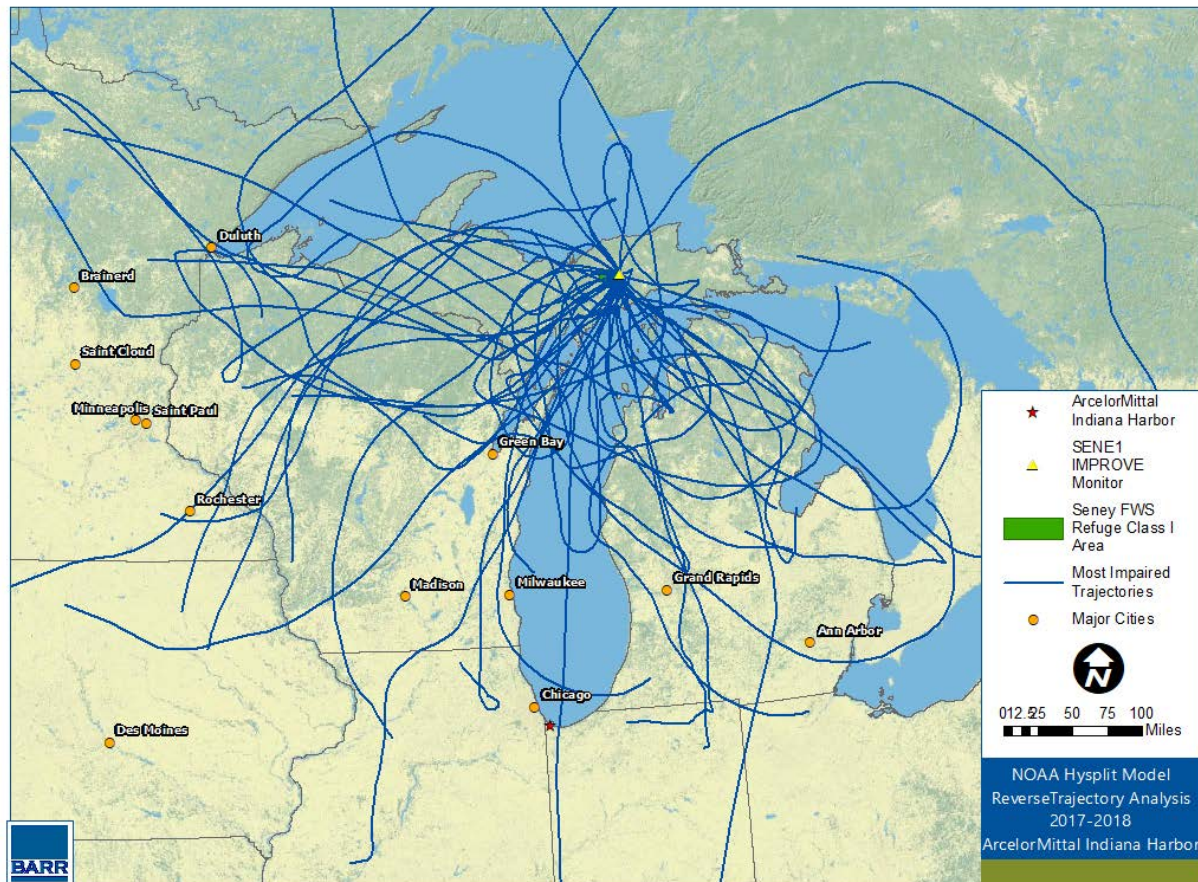 Duluth
Brainerd
Saint Cloud
Minneapolis
Saint Paul
Green Bay
Rochester
Madison
Milwaukee
Grand Rapids
Ann Arbor
Chicago
Des Moines
ArcelorMittal
Indiana Harbor
SENE1
IMPROVE
Monitor
Seney FWS
Refuge Class I
Area
Most Impaired
Trajectories
Major Cities
N
012.525 50 75 100
Miles
NOAA Hysplit Model
ReverseTrajectory Analysis
2017-2018
ArcelorMittal Indiana Harbor
BARR